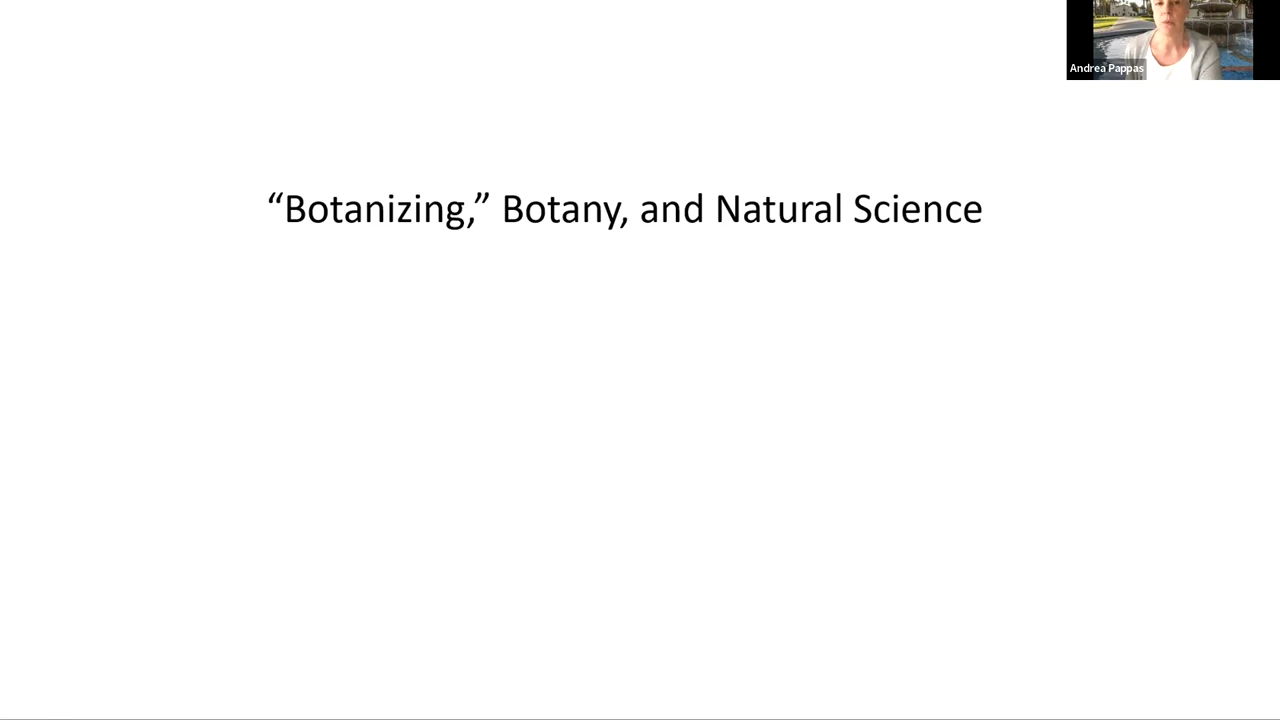 Andrea Pappas
“Botanizing,” Botany, and Natural Science